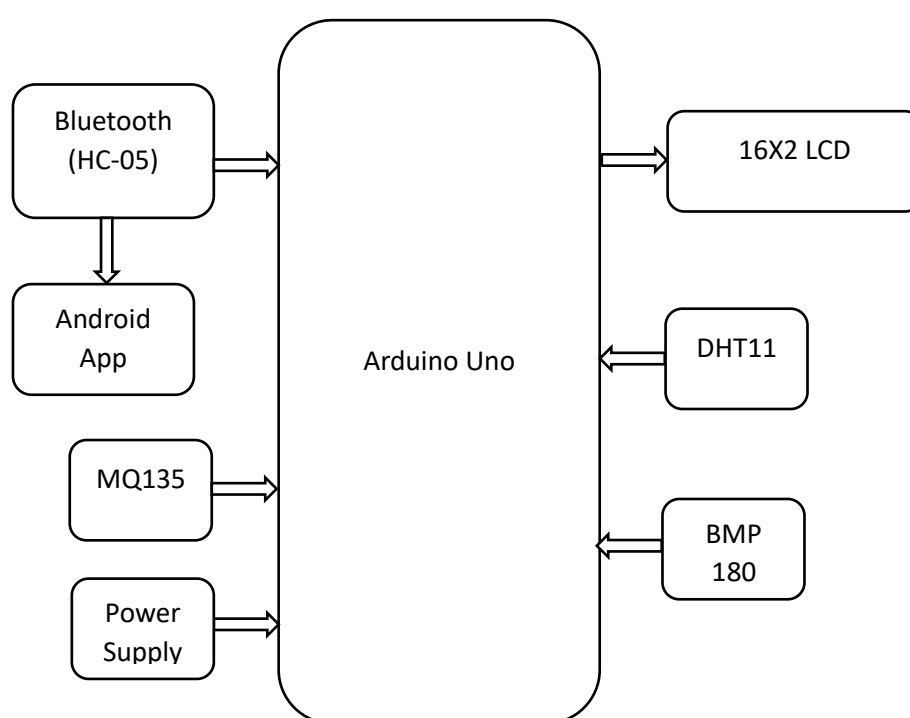 Bluetooth
(HC-05)
Android
App
MQ135
Power
Supply
Arduino Uno
16X2 LCD
DHT11
BMP
180